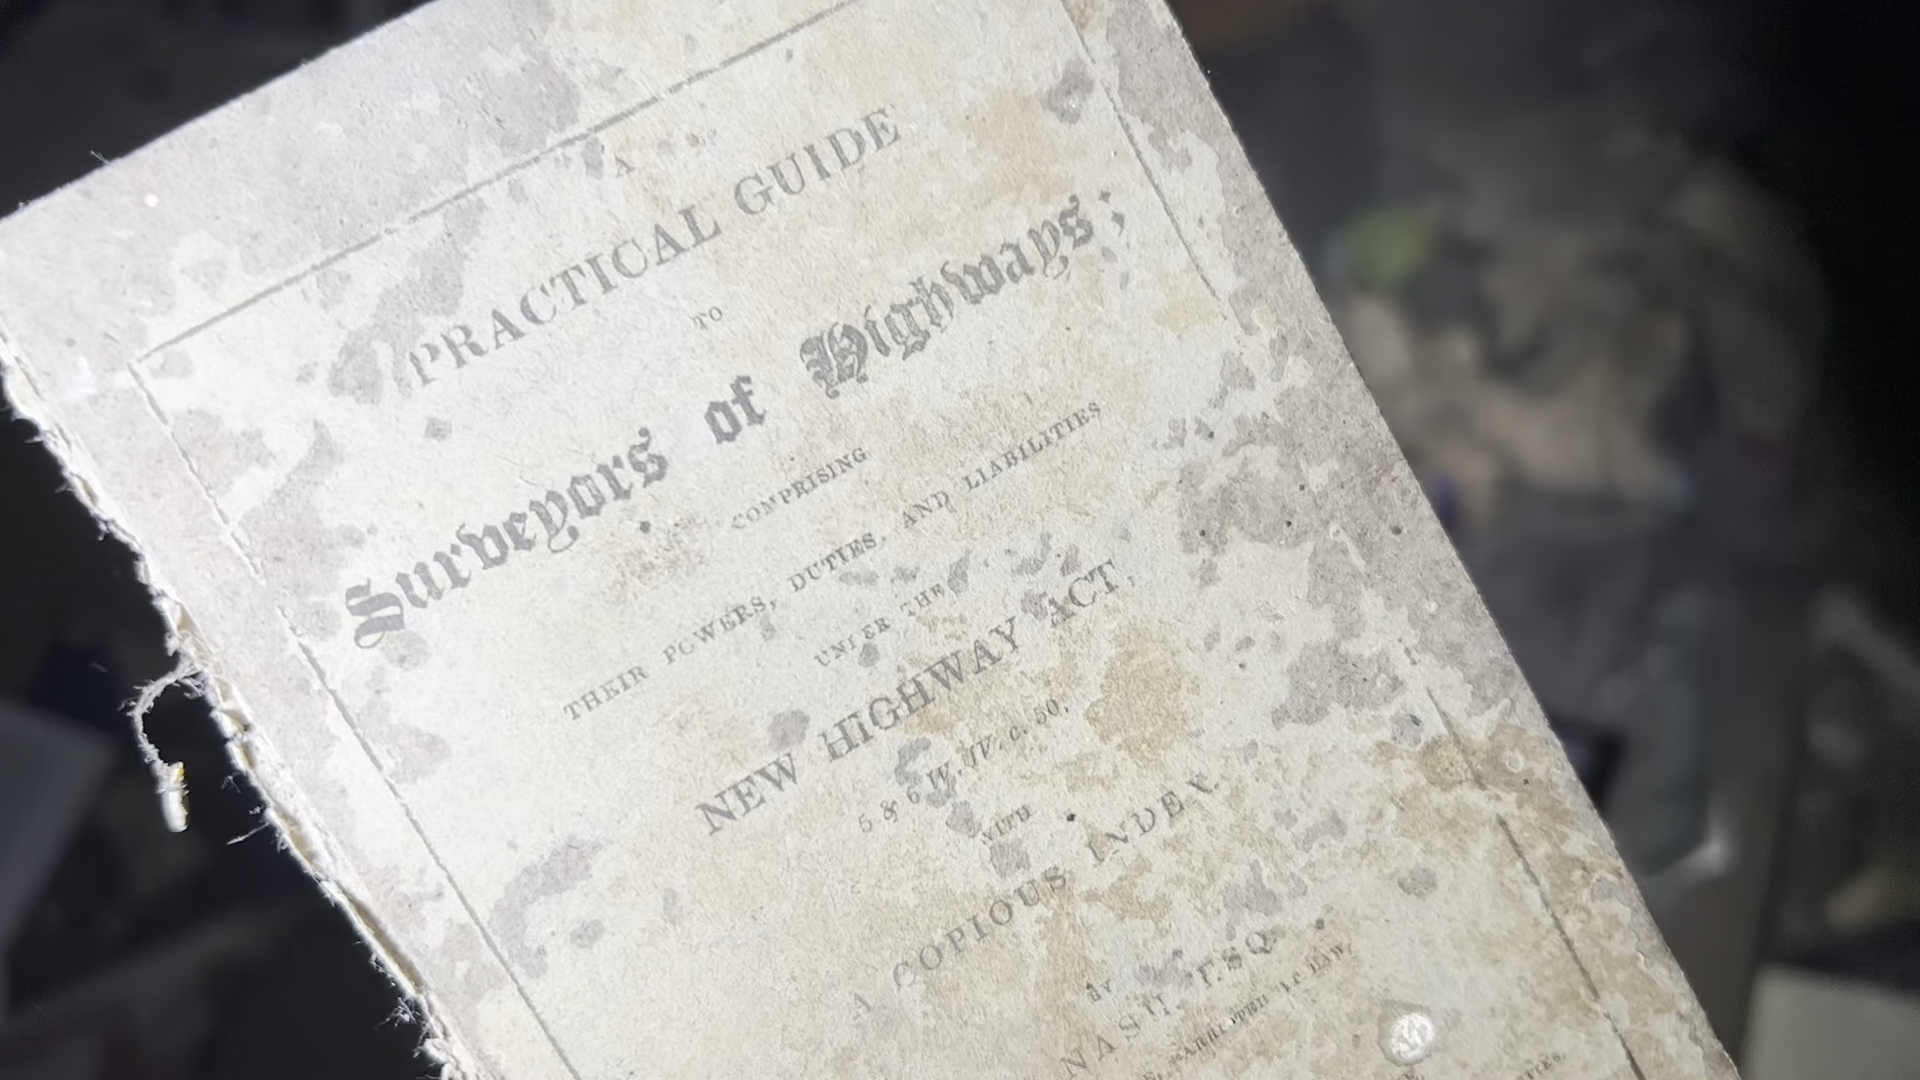 A
PRACTICAL GUIDE
TO
Surveyors of Highways;
COMPRISING
THEIR POWERS, DUTIES, AND LIABILITIES
UNDER THE
NEW HIGHWAY ACT,
5 & 6 W. IV. c. 50;
WITH
A COPIOUS INDEX
BY
NASH, ESQ